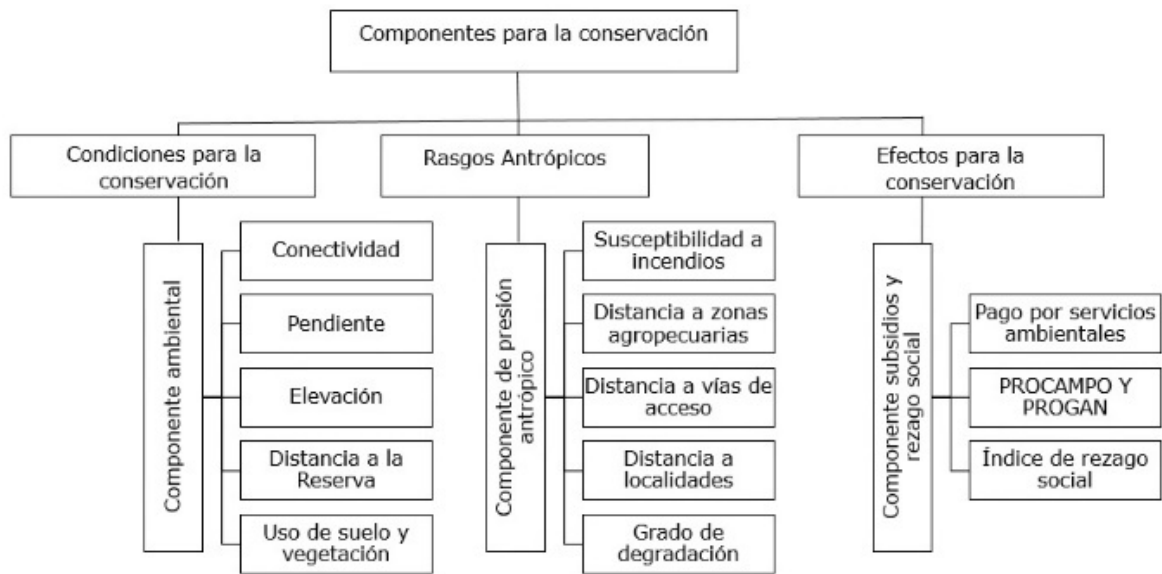 Componentes para la conservación
Condiciones para la
conservación
Rasgos Antrópicos
Efectos para la
conservación
Componente ambiental
Conectividad
Pendiente
Elevación
Distancia a la
Reserva
Uso de suelo y
vegetación
Componente de presión
antrópico
Susceptibilidad a
incendios
Distancia a zonas
agropecuarias
Distancia a vías de
acceso
Distancia a
localidades
Grado de
degradación
Componente subsidios y
rezago social
Pago por servicios
ambientales
PROCAMPO Y
PROGAN
Índice de rezago
social